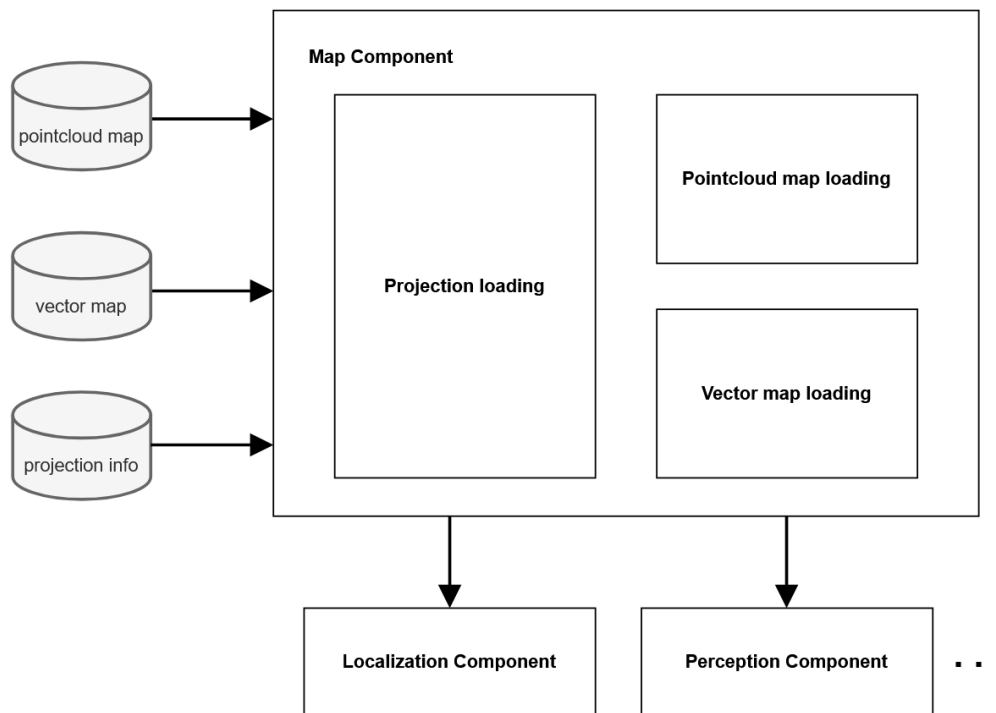 Map Component
pointcloud map
Pointcloud map loading
Projection loading
vector map
Vector map loading
projection info
Localization Component
Perception Component
. .